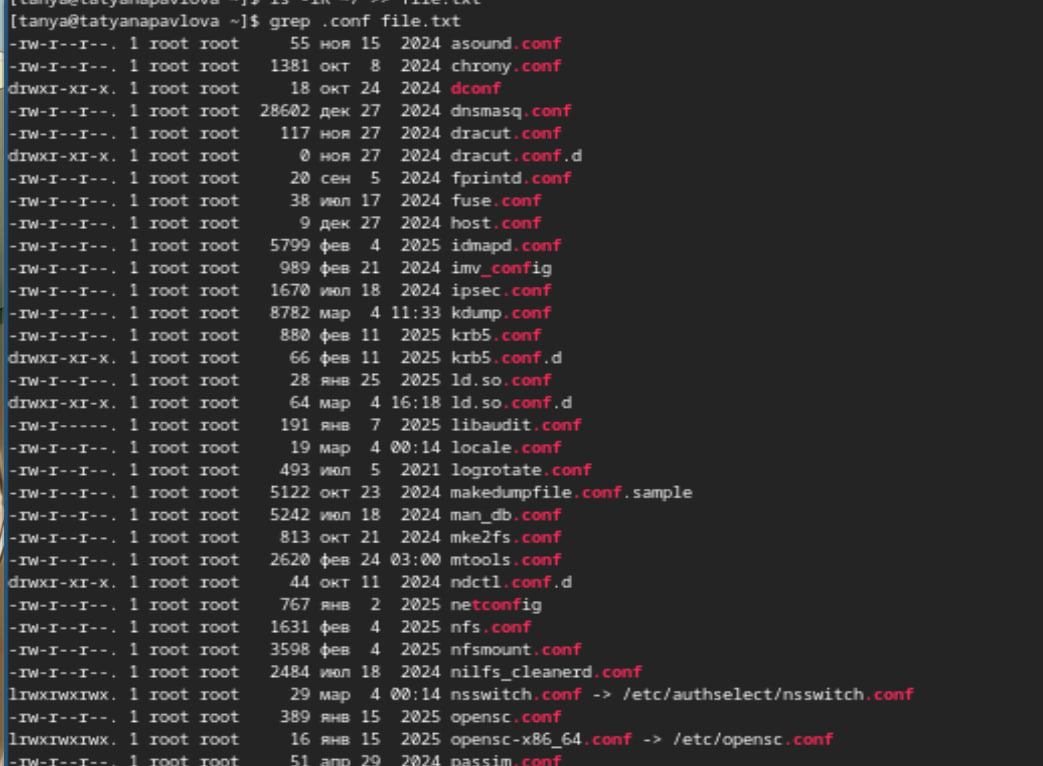 [tanya@tatyanapavlova ~]$ ls -lR ~/ >> file.txt
[tanya@tatyanapavlova ~]$ grep .conf file.txt
-rw-r--r--. 1 root root    55 ноя 15  2024 asound.conf
-rw-r--r--. 1 root root  1381 окт  8  2024 chrony.conf
drwxr-xr-x. 1 root root    18 окт 24  2024 dconf
-rw-r--r--. 1 root root 28602 дек 27  2024 dnsmasq.conf
-rw-r--r--. 1 root root   117 ноя 27  2024 dracut.conf
drwxr-xr-x. 1 root root     0 ноя 27  2024 dracut.conf.d
-rw-r--r--. 1 root root    20 сен  5  2024 fprintd.conf
-rw-r--r--. 1 root root    38 июл 17  2024 fuse.conf
-rw-r--r--. 1 root root     9 дек 27  2024 host.conf
-rw-r--r--. 1 root root  5799 фев  4  2025 idmapd.conf
-rw-r--r--. 1 root root   989 фев 21  2024 imv_config
-rw-r--r--. 1 root root  1670 июл 18  2024 ipsec.conf
-rw-r--r--. 1 root root  8782 мар  4 11:33 kdump.conf
-rw-r--r--. 1 root root   880 фев 11  2025 krb5.conf
drwxr-xr-x. 1 root root    66 фев 11  2025 krb5.conf.d
-rw-r--r--. 1 root root    28 янв 25  2025 ld.so.conf
drwxr-xr-x. 1 root root    64 мар  4 16:18 ld.so.conf.d
-rw-r-----. 1 root root   191 янв  7  2025 libaudit.conf
-rw-r--r--. 1 root root    19 мар  4 00:14 locale.conf
-rw-r--r--. 1 root root   493 июл  5  2021 logrotate.conf
-rw-r--r--. 1 root root  5122 окт 23  2024 makedumpfile.conf.sample
-rw-r--r--. 1 root root  5242 июл 18  2024 man_db.conf
-rw-r--r--. 1 root root   813 окт 21  2024 mke2fs.conf
-rw-r--r--. 1 root root  2620 фев 24 03:00 mtools.conf
drwxr-xr-x. 1 root root    44 окт 11  2024 ndctl.conf.d
-rw-r--r--. 1 root root   767 янв  2  2025 netconfig
-rw-r--r--. 1 root root  1631 фев  4  2025 nfs.conf
-rw-r--r--. 1 root root  3598 фев  4  2025 nfsmount.conf
-rw-r--r--. 1 root root  2484 июл 18  2024 nilfs_cleanerd.conf
lrwxrwxrwx. 1 root root    29 мар  4 00:14 nsswitch.conf -> /etc/authselect/nsswitch.conf
-rw-r--r--. 1 root root   389 янв 15  2025 opensc.conf
lrwxrwxrwx. 1 root root    16 янв 15  2025 opensc-x86_64.conf -> /etc/opensc.conf
-rw-r--r--. 1 root root    51 апр 29  2024 passim.conf